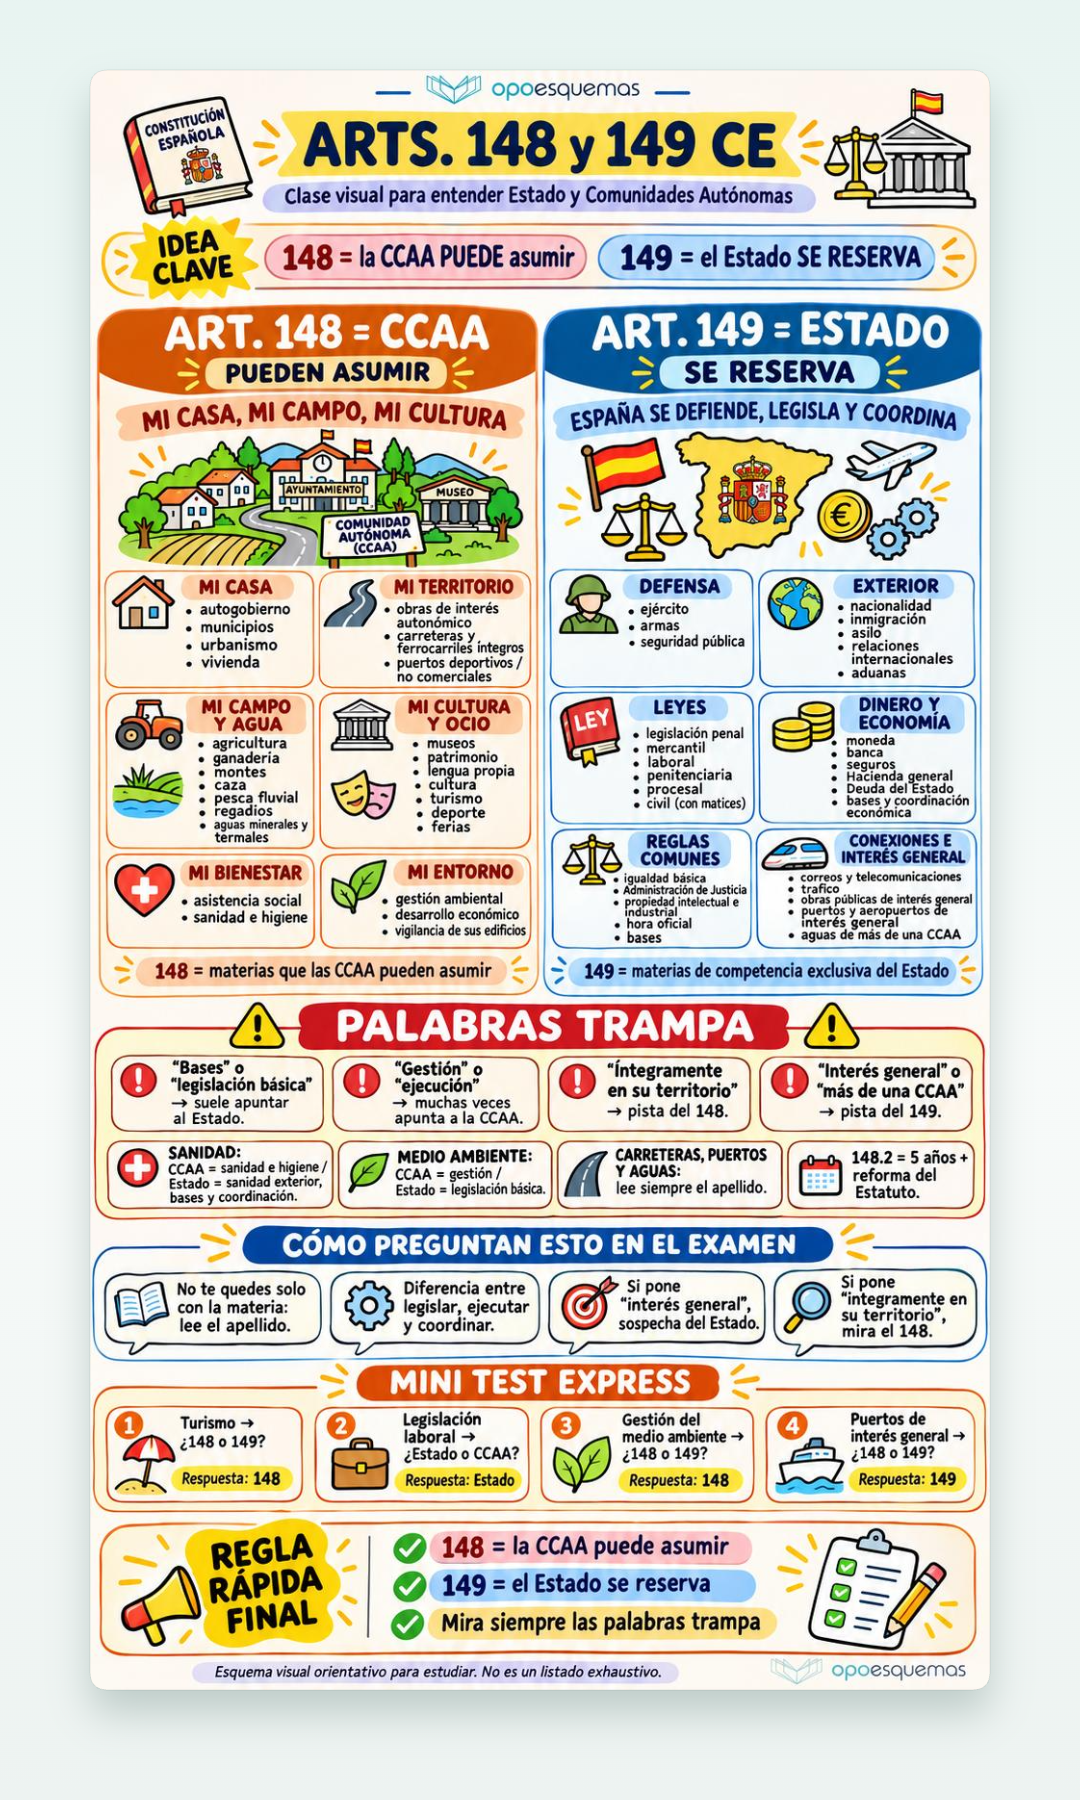 opoesquemas
CONSTITUCIÓN
ESPAÑOLA
ARTS. 148 y 149 CE
Clase visual para entender Estado y Comunidades Autónomas
IDEA
CLAVE
148 = la CCAA PUEDE asumir
149 = el Estado SE RESERVA
ART. 148 = CCAA
PUEDEN ASUMIR
MI CASA, MI CAMPO, MI CULTURA
AYUNTAMIENTO
MUSEO
COMUNIDAD
AUTÓNOMA
(CCAA)
MI CASA
• autogobierno
• municipios
• urbanismo
• vivienda
MI TERRITORIO
• obras de interés
autonómico
• carreteras y
ferrocarriles íntegros
• puertos deportivos /
no comerciales
MI CAMPO
Y AGUA
• agricultura
• ganadería
• montes
• caza
• pesca fluvial
• regadíos
• aguas minerales y
termales
MI CULTURA
Y OCIO
• museos
• patrimonio
• lengua propia
• cultura
• turismo
• deporte
• ferias
MI BIENESTAR
• asistencia social
• sanidad e higiene
MI ENTORNO
• gestión ambiental
• desarrollo económico
• vigilancia de sus edificios
148 = materias que las CCAA pueden asumir
ART. 149 = ESTADO
SE RESERVA
ESPAÑA SE DEFIENDE, LEGISLA Y COORDINA
€
DEFENSA
• ejército
• armas
• seguridad pública
EXTERIOR
• nacionalidad
• inmigración
• asilo
• relaciones
internacionales
• aduanas
LEY
LEYES
• legislación penal
• mercantil
• laboral
• penitenciaria
• procesal
• civil (con matices)
DINERO Y
ECONOMÍA
• moneda
• banca
• seguros
• Hacienda general
• Deuda del Estado
• bases y coordinación
económica
REGLAS
COMUNES
• igualdad básica
• Administración de Justicia
• propiedad intelectual e
industrial
• hora oficial
• bases
CONEXIONES E
INTERÉS GENERAL
• correos y telecomunicaciones
• trafico
• obras públicas de interés general
• puertos y aeropuertos de
interés general
• aguas de más de una CCAA
149 = materias de competencia exclusiva del Estado
PALABRAS TRAMPA
"Bases" o
"legislación básica"
→ suele apuntar
al Estado.
"Gestión" o
"ejecución"
→ muchas veces
apunta a la CCAA.
"Íntegramente
en su territorio"
→ pista del 148.
"Interés general" o
"más de una CCAA"
→ pista del 149.
SANIDAD:
CCAA = sanidad e higiene /
Estado = sanidad exterior,
bases y coordinación.
MEDIO AMBIENTE:
CCAA = gestión /
Estado = legislación básica.
CARRETERAS, PUERTOS
Y AGUAS:
lee siempre el apellido.
148.2 = 5 años +
reforma del
Estatuto.
CÓMO PREGUNTAN ESTO EN EL EXAMEN
No te quedes solo
con la materia:
lee el apellido.
Diferencia entre
legislar, ejecutar
y coordinar.
Si pone
"interés general",
sospecha del Estado.
Si pone
"íntegramente en
su territorio",
mira el 148.
MINI TEST EXPRESS
1
Turismo →
¿148 o 149?
Respuesta: 148
2
Legislación
laboral →
¿Estado o CCAA?
Respuesta: Estado
3
Gestión del
medio ambiente →
¿148 o 149?
Respuesta: 148
4
Puertos de
interés general →
¿148 o 149?
Respuesta: 149
REGLA
RÁPIDA
FINAL
148 = la CCAA puede asumir
149 = el Estado se reserva
Mira siempre las palabras trampa
Esquema visual orientativo para estudiar. No es un listado exhaustivo.
opoesquemas